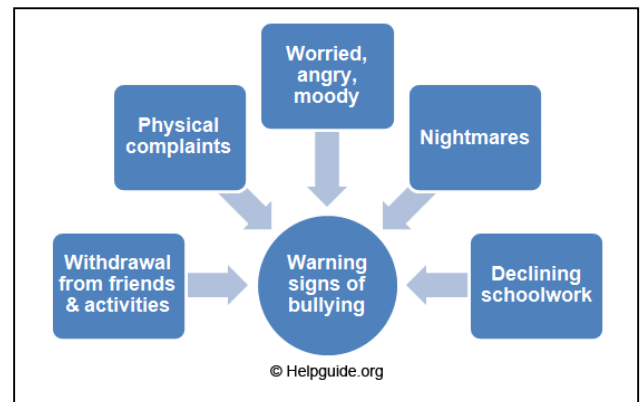 Worried,
angry,
moody
Physical
complaints
Nightmares
Withdrawal
from friends
& activities
Warning
signs of
bullying
Declining
schoolwork
© Helpguide.org